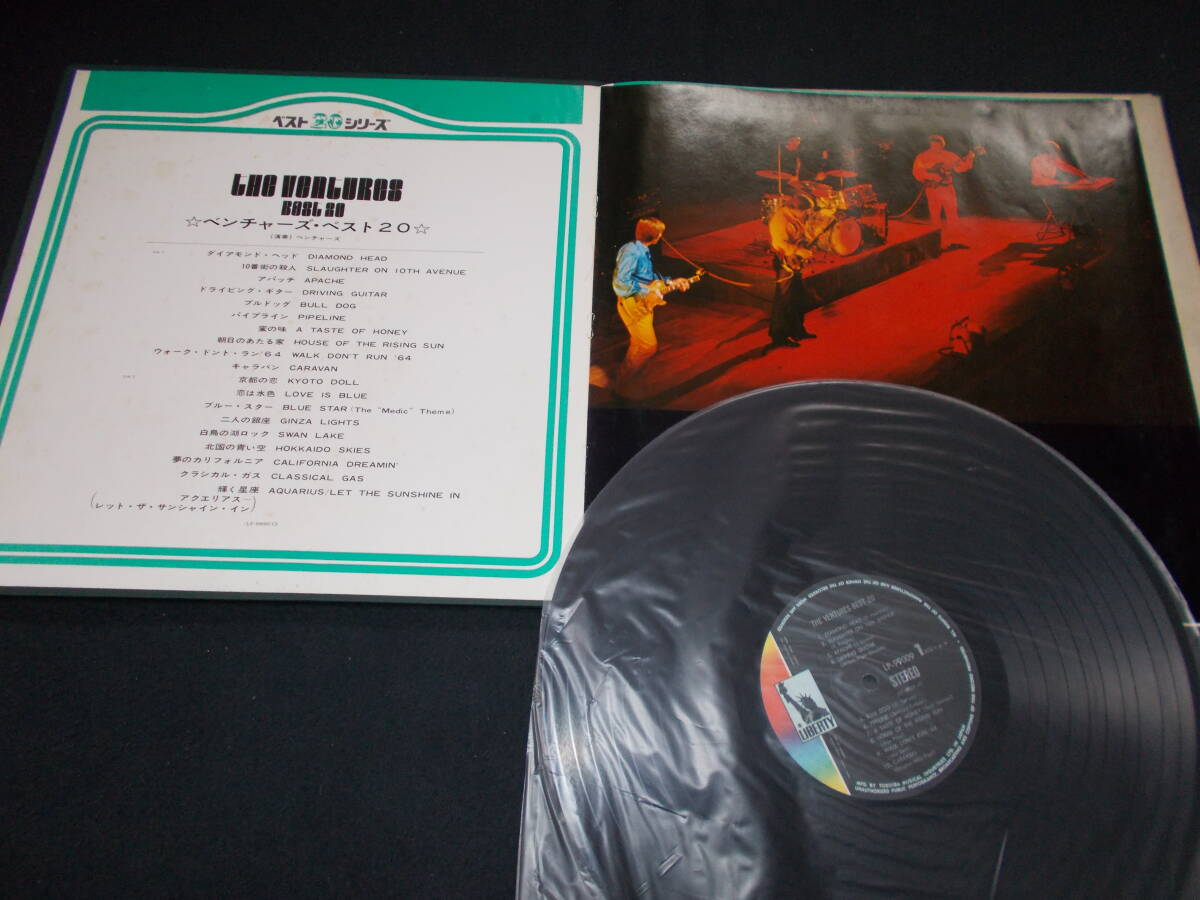 ベスト20シリーズ
the Ventures
Best 20
☆ベンチャーズ・ベスト20☆
(演奏) ベンチャーズ
ダイアモンド・ヘッド DIAMOND HEAD
10番街の殺人 SLAUGHTER ON 10TH AVENUE
アパッチ APACHE
ドライビング・ギター DRIVING GUITAR
ブルドッグ BULL DOG
パイプライン PIPELINE
蜜の味 A TASTE OF HONEY
朝日のあたる家 HOUSE OF THE RISING SUN
ウォーク・ドント・ラン'64 WALK DON'T RUN '64
キャラバン CARAVAN
京都の恋 KYOTO DOLL
恋は水色 LOVE IS BLUE
ブルー・スター BLUE STAR (The "Medic" Theme)
二人の銀座 GINZA LIGHTS
白鳥の湖ロック SWAN LAKE
北国の青い空 HOKKAIDO SKIES
夢のカリフォルニア CALIFORNIA DREAMIN'
クラシカル・ガス CLASSICAL GAS
輝く星座 AQUARIUS/LET THE SUNSHINE IN
(アクエリアス〜
レット・ザ・サンシャイン・イン)
THE VENTURES BEST 20
LP-99009
1
STEREO
LIBERTY
MFD BY TOSHIBA MUSICAL INDUSTRIES LTD. IN JAPAN